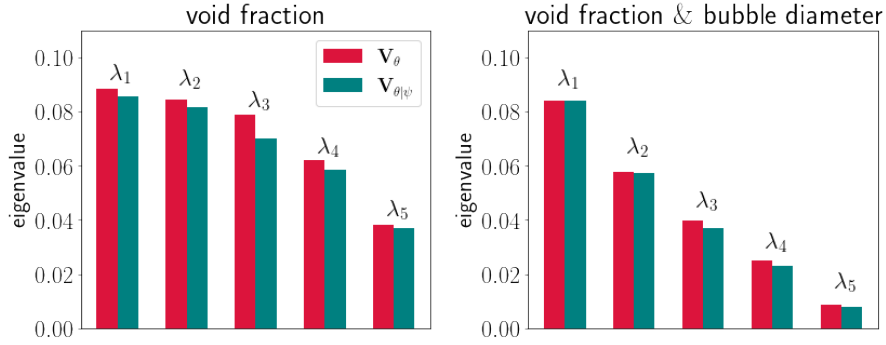 void fraction
eigenvalue
0.10
0.08
0.06
0.04
0.02
0.00
λ₁
λ₂
λ₃
λ₄
λ₅
V_θ
V_θ|ψ
void fraction & bubble diameter
eigenvalue
0.10
0.08
0.06
0.04
0.02
0.00
λ₁
λ₂
λ₃
λ₄
λ₅